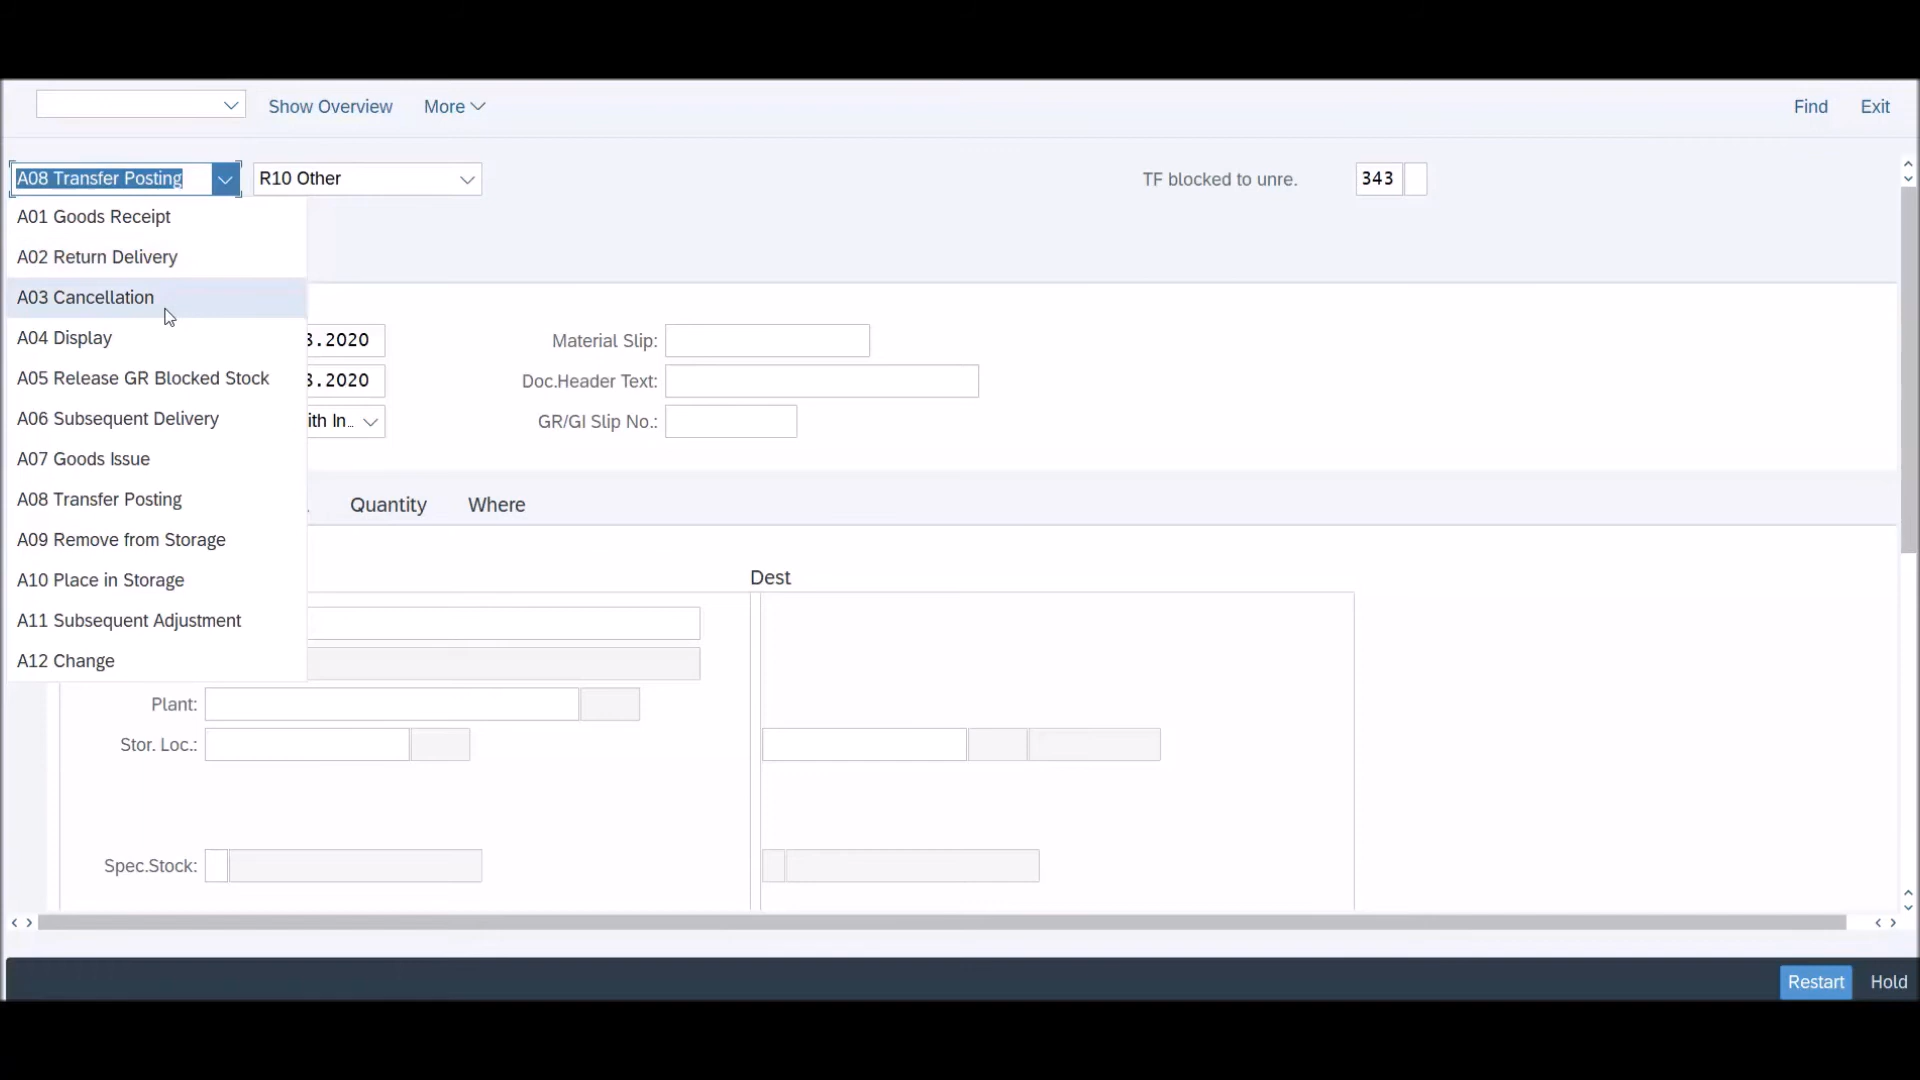 Show Overview More Find Exit
A08 Transfer Posting R10 Other TF blocked to unre. 343
A01 Goods Receipt
A02 Return Delivery
A03 Cancellation
A04 Display
A05 Release GR Blocked Stock
A06 Subsequent Delivery
A07 Goods Issue
A08 Transfer Posting
A09 Remove from Storage
A10 Place in Storage
A11 Subsequent Adjustment
A12 Change
.2020 Material Slip:
.2020 Doc.Header Text:
ith In... GR/GI Slip No.:
Quantity Where
Dest
Plant:
Stor. Loc.:
Spec.Stock:
Restart Hold